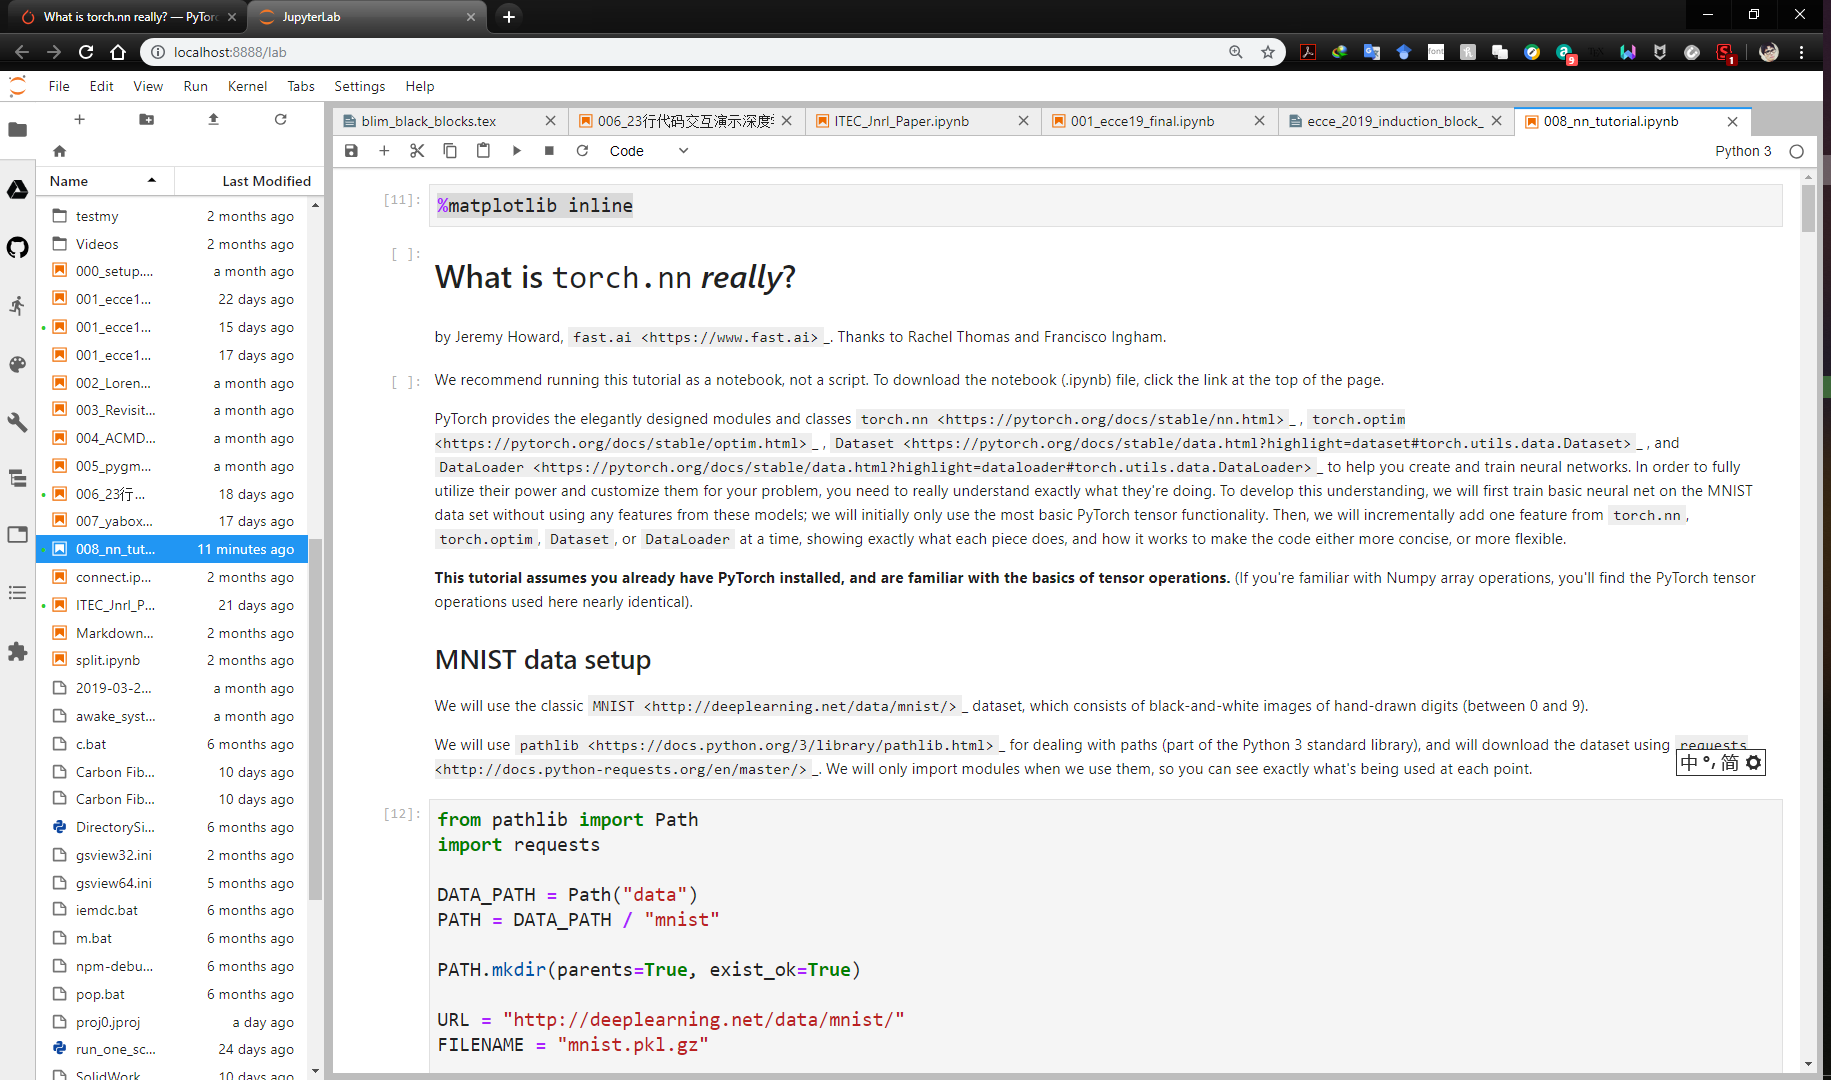 What is torch.nn really? — PyTorc
JupyterLab
localhost:8888/lab
File Edit View Run Kernel Tabs Settings Help
blim_black_blocks.tex
006_23行代码交互演示深度
ITEC_Jnrl_Paper.ipynb
001_ecce19_final.ipynb
ecce_2019_induction_block_
008_nn_tutorial.ipynb
Code
Python 3
Name Last Modified
testmy 2 months ago
Videos 2 months ago
000_setup.... a month ago
001_ecce1... 22 days ago
001_ecce1... 15 days ago
001_ecce1... 17 days ago
002_Loren... a month ago
003_Revisit... a month ago
004_ACMD... a month ago
005_pygm... a month ago
006_23行... 18 days ago
007_yabox... 17 days ago
008_nn_tut... 11 minutes ago
connect.ip... 2 months ago
ITEC_Jnrl_P... 21 days ago
Markdown... 2 months ago
split.ipynb 2 months ago
2019-03-2... a month ago
awake_syst... a month ago
c.bat 6 months ago
Carbon Fib... 10 days ago
Carbon Fib... 10 days ago
DirectorySi... 6 months ago
gsview32.ini 2 months ago
gsview64.ini 5 months ago
iemdc.bat 6 months ago
m.bat 6 months ago
npm-debu... 6 months ago
pop.bat 6 months ago
proj0.jproj a day ago
run_one_sc... 24 days ago
SolidWork 10 days ago
[11]: %matplotlib inline
[ ]:
What is torch.nn really?
by Jeremy Howard, fast.ai <https://www.fast.ai>_. Thanks to Rachel Thomas and Francisco Ingham.
[ ]: We recommend running this tutorial as a notebook, not a script. To download the notebook (.ipynb) file, click the link at the top of the page.
PyTorch provides the elegantly designed modules and classes torch.nn <https://pytorch.org/docs/stable/nn.html>_ , torch.optim
<https://pytorch.org/docs/stable/optim.html>_ , Dataset <https://pytorch.org/docs/stable/data.html?highlight=dataset#torch.utils.data.Dataset>_ , and
DataLoader <https://pytorch.org/docs/stable/data.html?highlight=dataloader#torch.utils.data.DataLoader>_ to help you create and train neural networks. In order to fully
utilize their power and customize them for your problem, you need to really understand exactly what they're doing. To develop this understanding, we will first train basic neural net on the MNIST
data set without using any features from these models; we will initially only use the most basic PyTorch tensor functionality. Then, we will incrementally add one feature from torch.nn,
torch.optim, Dataset, or DataLoader at a time, showing exactly what each piece does, and how it works to make the code either more concise, or more flexible.
This tutorial assumes you already have PyTorch installed, and are familiar with the basics of tensor operations. (If you're familiar with Numpy array operations, you'll find the PyTorch tensor
operations used here nearly identical).
MNIST data setup
We will use the classic MNIST <http://deeplearning.net/data/mnist/>_ dataset, which consists of black-and-white images of hand-drawn digits (between 0 and 9).
We will use pathlib <https://docs.python.org/3/library/pathlib.html>_ for dealing with paths (part of the Python 3 standard library), and will download the dataset using requests
<http://docs.python-requests.org/en/master/>_. We will only import modules when we use them, so you can see exactly what's being used at each point.
中 °, 简
[12]: from pathlib import Path
import requests
DATA_PATH = Path("data")
PATH = DATA_PATH / "mnist"
PATH.mkdir(parents=True, exist_ok=True)
URL = "http://deeplearning.net/data/mnist/"
FILENAME = "mnist.pkl.gz"